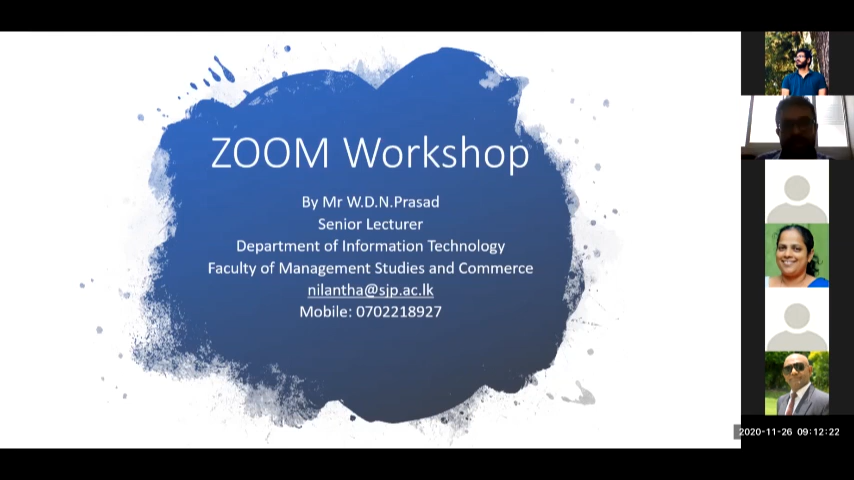 ZOOM Workshop
By Mr W.D.N.Prasad
Senior Lecturer
Department of Information Technology
Faculty of Management Studies and Commerce
nilantha@sjp.ac.lk
Mobile: 0702218927
2020-11-26 09:12:22